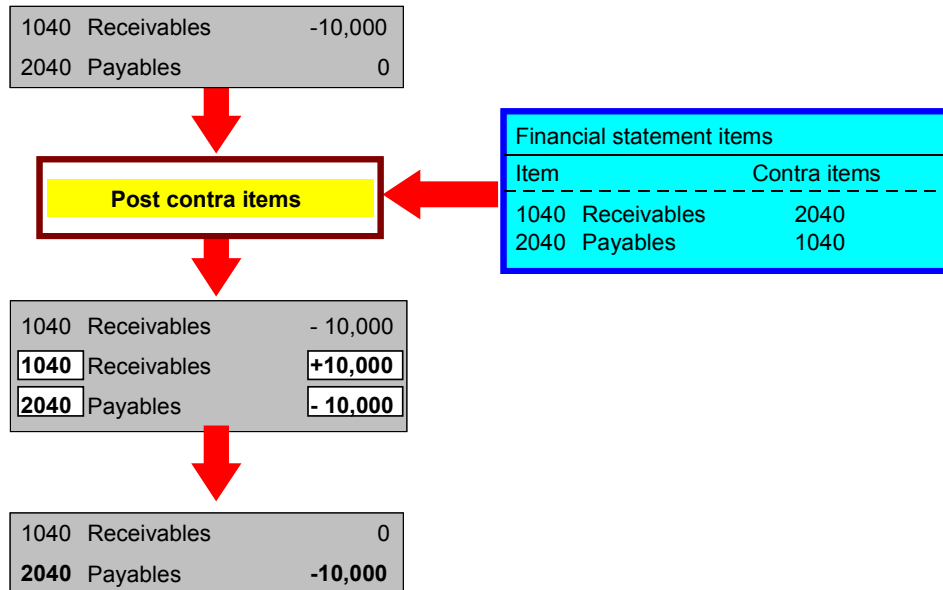 1040 Receivables -10,000
2040 Payables 0
Financial statement items
Item Contra items
1040 Receivables 2040
2040 Payables 1040
Post contra items
1040 Receivables - 10,000
1040 Receivables +10,000
2040 Payables - 10,000
1040 Receivables 0
2040 Payables -10,000